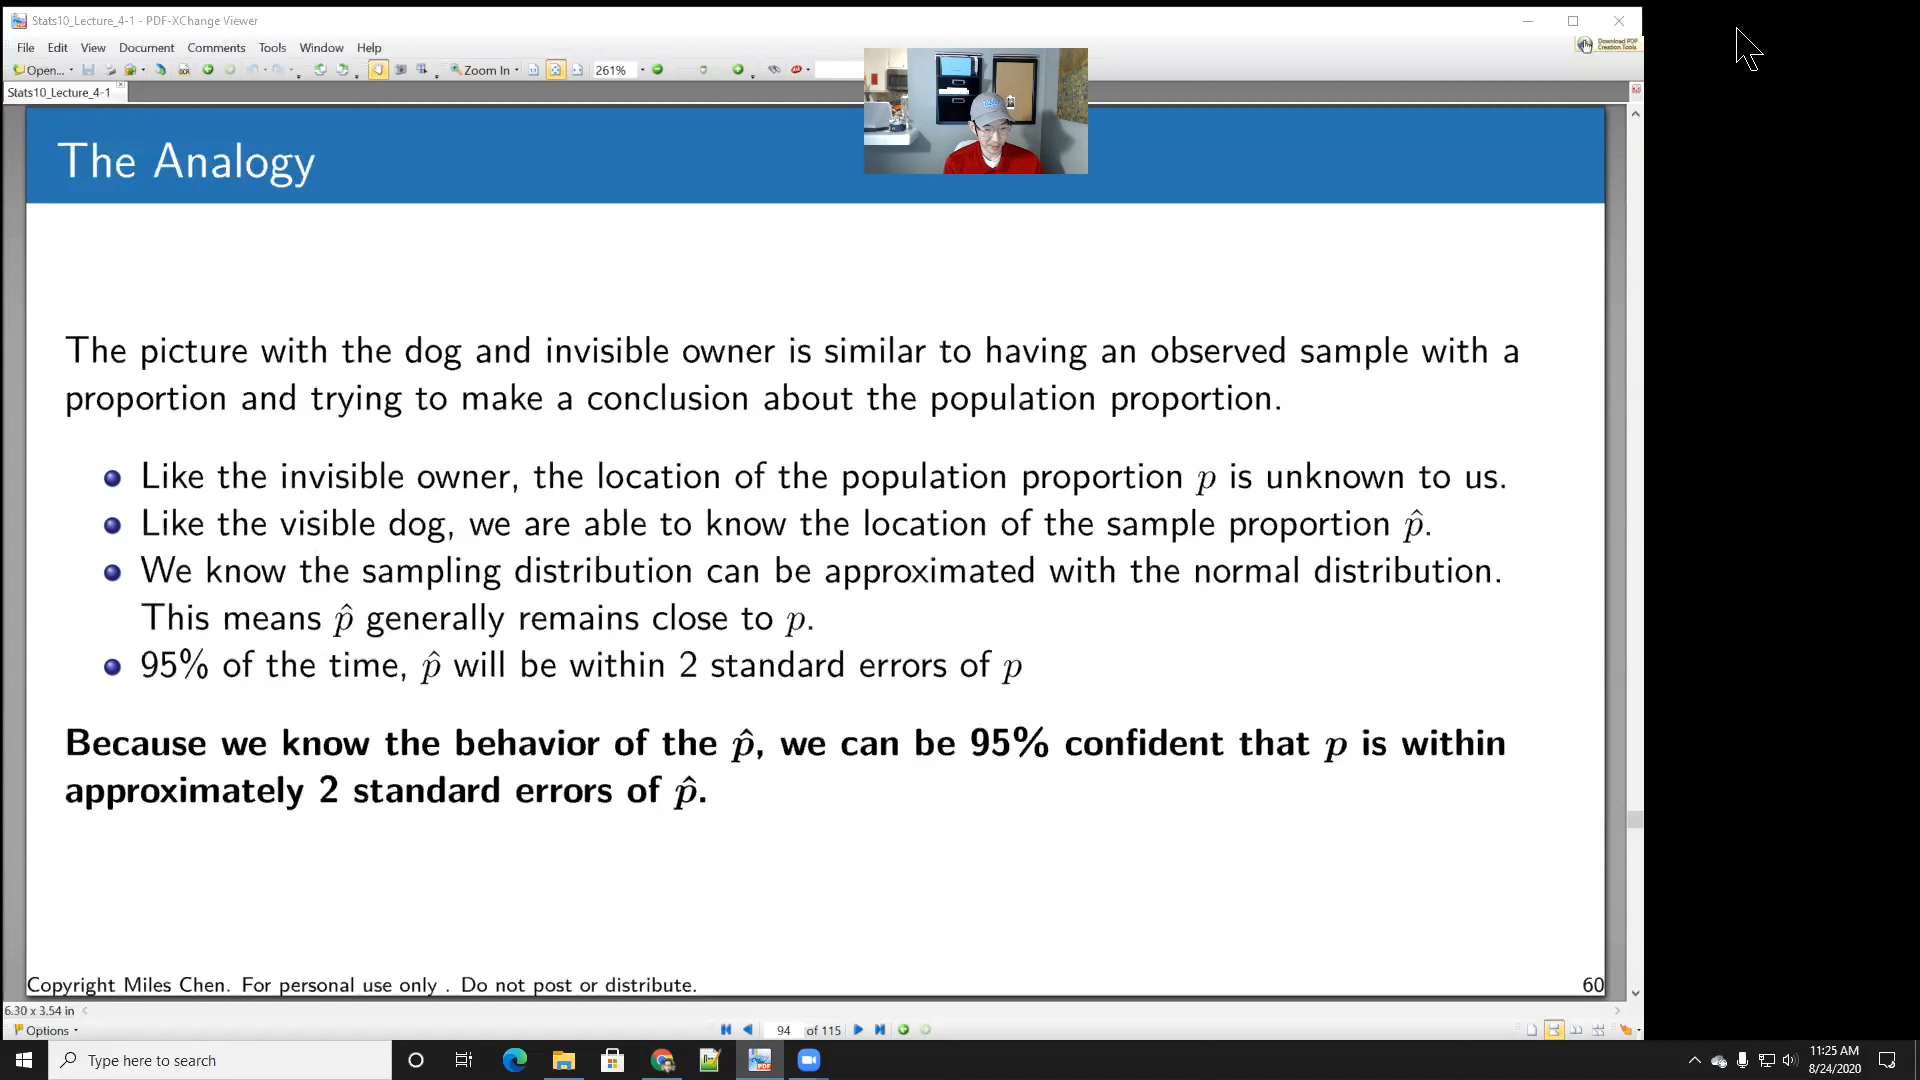 Stats10_Lecture_4-1 - PDF-XChange Viewer
File Edit View Document Comments Tools Window Help
Download PDF
Creation Tools
Open... Zoom In 261%
Stats10_Lecture_4-1
The Analogy
The picture with the dog and invisible owner is similar to having an observed sample with a
proportion and trying to make a conclusion about the population proportion.
Like the invisible owner, the location of the population proportion p is unknown to us.
Like the visible dog, we are able to know the location of the sample proportion p̂.
We know the sampling distribution can be approximated with the normal distribution.
This means p̂ generally remains close to p.
95% of the time, p̂ will be within 2 standard errors of p
Because we know the behavior of the p̂, we can be 95% confident that p is within
approximately 2 standard errors of p̂.
Copyright Miles Chen. For personal use only . Do not post or distribute.
60
6.30 x 3.54 in
Options
94 of 115
Type here to search
11:25 AM
8/24/2020